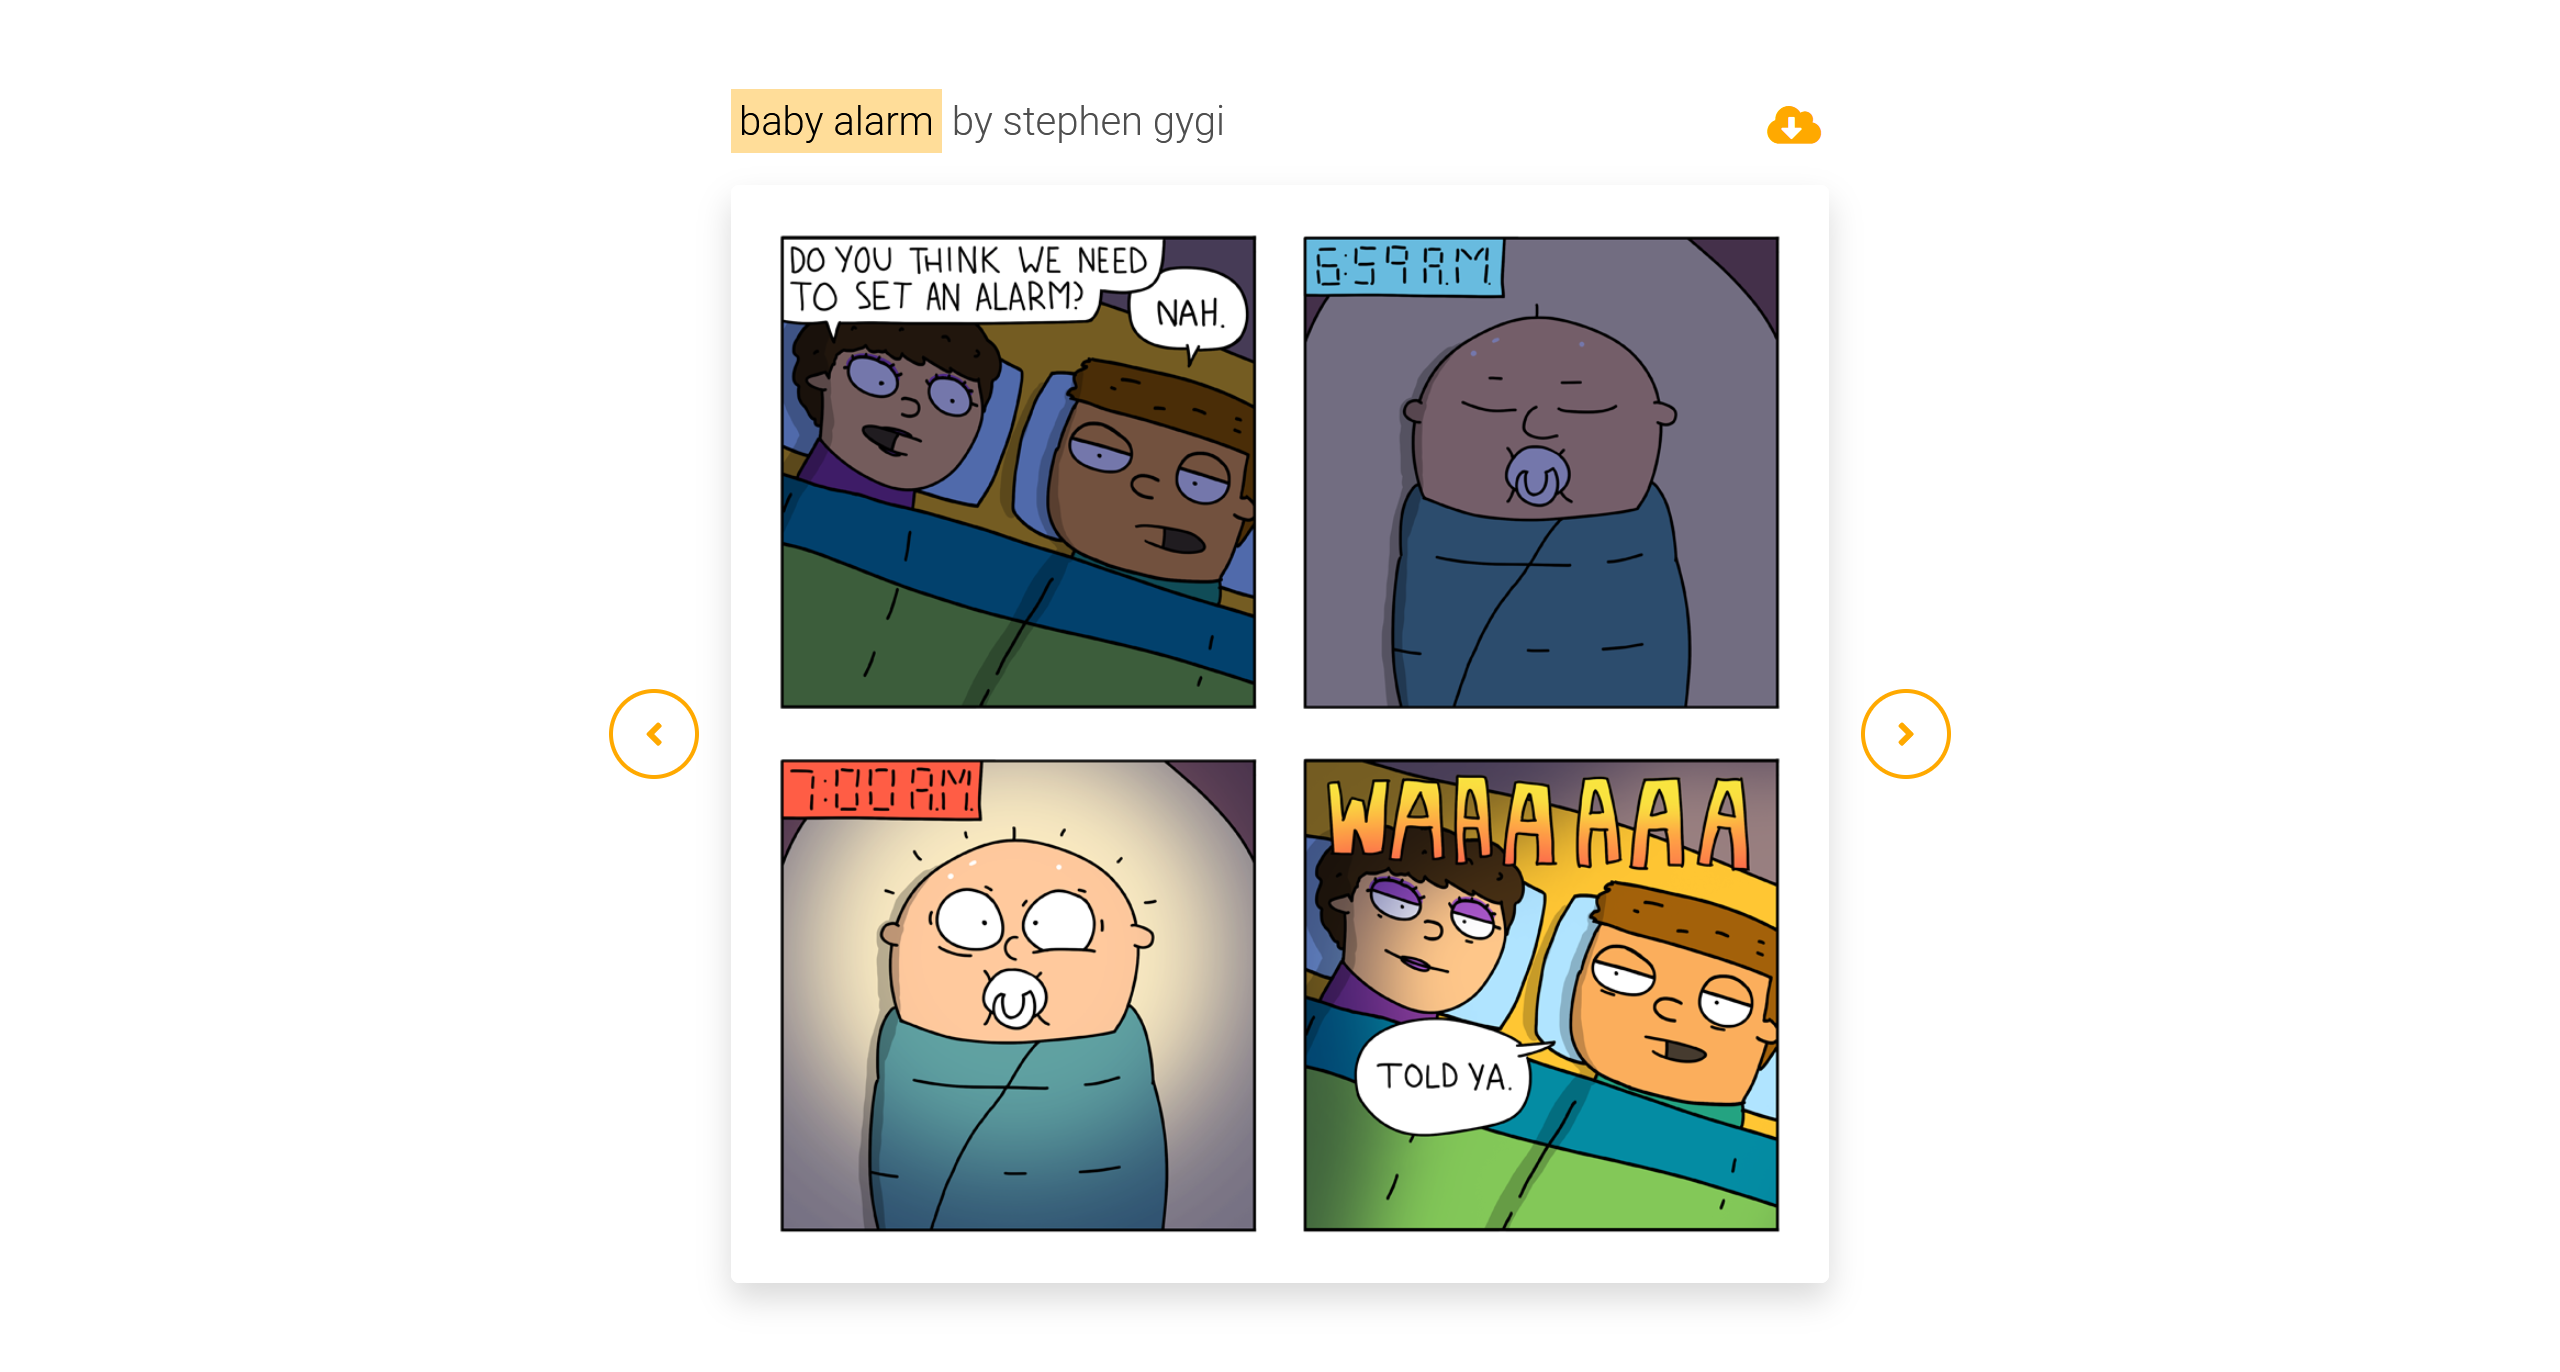 baby alarm by stephen gygi
DO YOU THINK WE NEED
TO SET AN ALARM?
NAH.
6:59 A.M.
7:00 A.M.
WAAAAAA
TOLD YA.